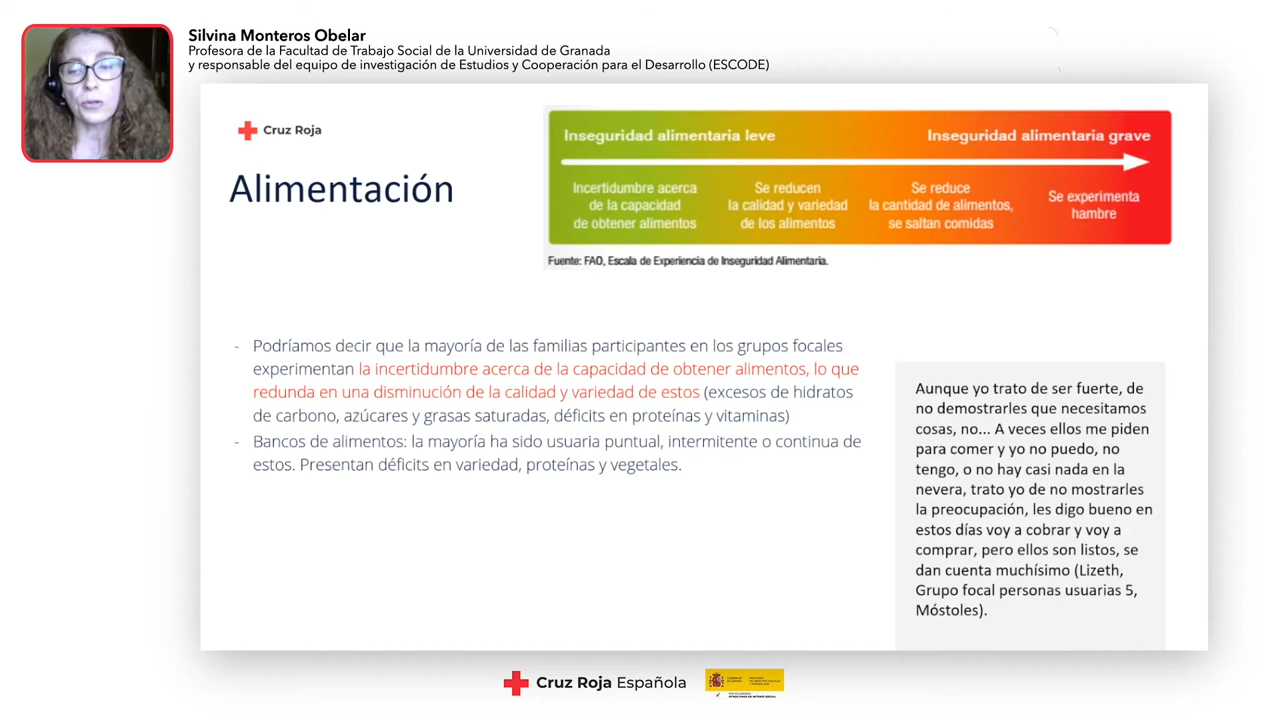 Silvina Monteros Obelar
Profesora de la Facultad de Trabajo Social de la Universidad de Granada
y responsable del equipo de investigación de Estudios y Cooperación para el Desarrollo (ESCODE)
Cruz Roja
Alimentación
Inseguridad alimentaria leve
Inseguridad alimentaria grave
Incertidumbre acerca
de la capacidad
de obtener alimentos
Se reducen
la calidad y variedad
de los alimentos
Se reduce
la cantidad de alimentos,
se saltan comidas
Se experimenta
hambre
Fuente: FAO, Escala de Experiencia de Inseguridad Alimentaria.
- Podríamos decir que la mayoría de las familias participantes en los grupos focales
experimentan la incertidumbre acerca de la capacidad de obtener alimentos, lo que
redunda en una disminución de la calidad y variedad de estos (excesos de hidratos
de carbono, azúcares y grasas saturadas, déficits en proteínas y vitaminas)
- Bancos de alimentos: la mayoría ha sido usuaria puntual, intermitente o continua de
estos. Presentan déficits en variedad, proteínas y vegetales.
Aunque yo trato de ser fuerte, de
no demostrarles que necesitamos
cosas, no... A veces ellos me piden
para comer y yo no puedo, no
tengo, o no hay casi nada en la
nevera, trato yo de no mostrarles
la preocupación, les digo bueno en
estos días voy a cobrar y voy a
comprar, pero ellos son listos, se
dan cuenta muchísimo (Lizeth,
Grupo focal personas usuarias 5,
Móstoles).
Cruz Roja Española